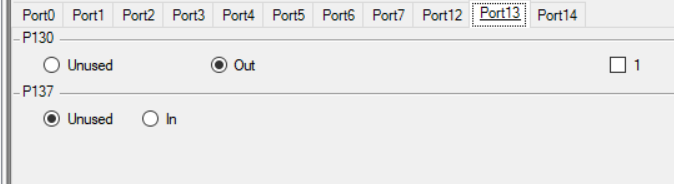 Port0 Port1 Port2 Port3 Port4 Port5 Port6 Port7 Port12 Port13 Port14
P130
Unused Out 1
P137
Unused In